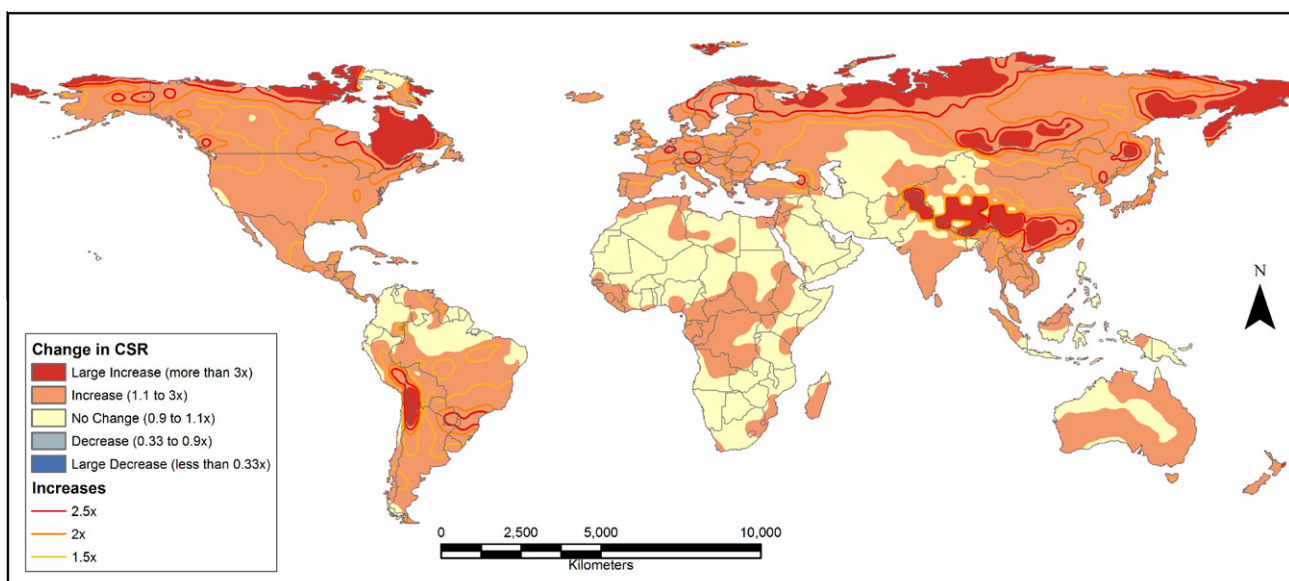 N
Change in CSR
Large Increase (more than 3x)
Increase (1.1 to 3x)
No Change (0.9 to 1.1x)
Decrease (0.33 to 0.9x)
Large Decrease (less than 0.33x)
Increases
2.5x
2x
1.5x
0 2,500 5,000 10,000
Kilometers